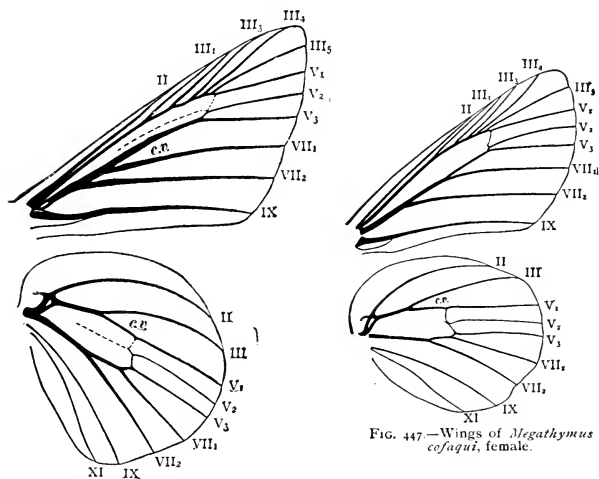 III₄
III₃
III₁
II
III₅
V₁
V₂
V₃
c.v.
VII₁
VII₂
IX
II
III
c.v.
V₁
V₂
V₃
VII₁
VII₂
IX
XI
III₄
III₃
III₁
II
III₅
V₁
V₂
V₃
VII₁
VII₂
IX
II
III
c.v.
V₁
V₂
V₃
VII₁
VII₂
IX
XI
FIG. 447.—Wings of Megathymus
cofaqui, female.